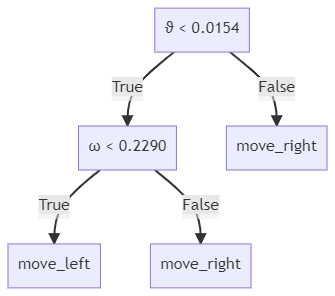 ϑ < 0.0154
True
False
ω < 0.2290
move_right
True
False
move_left
move_right